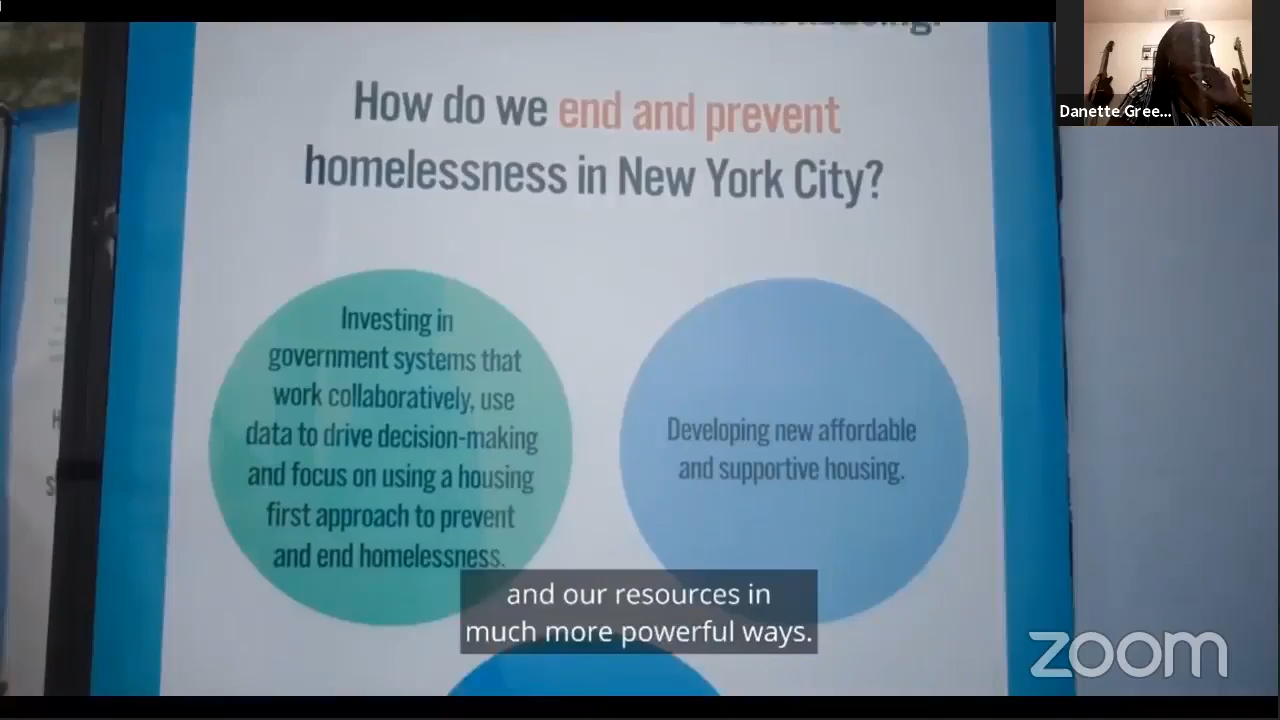 How do we end and prevent
homelessness in New York City?
Investing in
government systems that
work collaboratively, use
data to drive decision-making
and focus on using a housing
first approach to prevent
and end homelessness.
Developing new affordable
and supportive housing.
and our resources in
much more powerful ways.
Danette Gree...
zoom